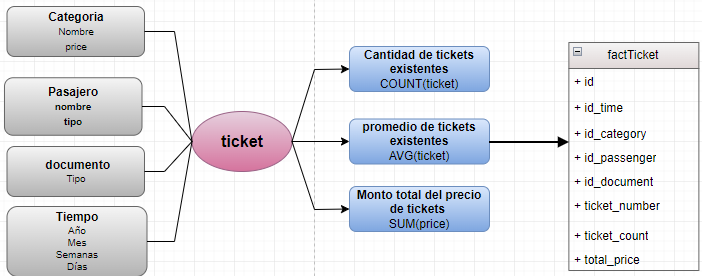 Categoria
Nombre
price
Pasajero
nombre
tipo
documento
Tipo
Tiempo
Año
Mes
Semanas
Días
ticket
Cantidad de tickets
existentes
COUNT(ticket)
promedio de tickets
existentes
AVG(ticket)
Monto total del precio
de tickets
SUM(price)
factTicket
+ id
+ id_time
+ id_category
+ id_passenger
+ id_document
+ ticket_number
+ ticket_count
+ total_price